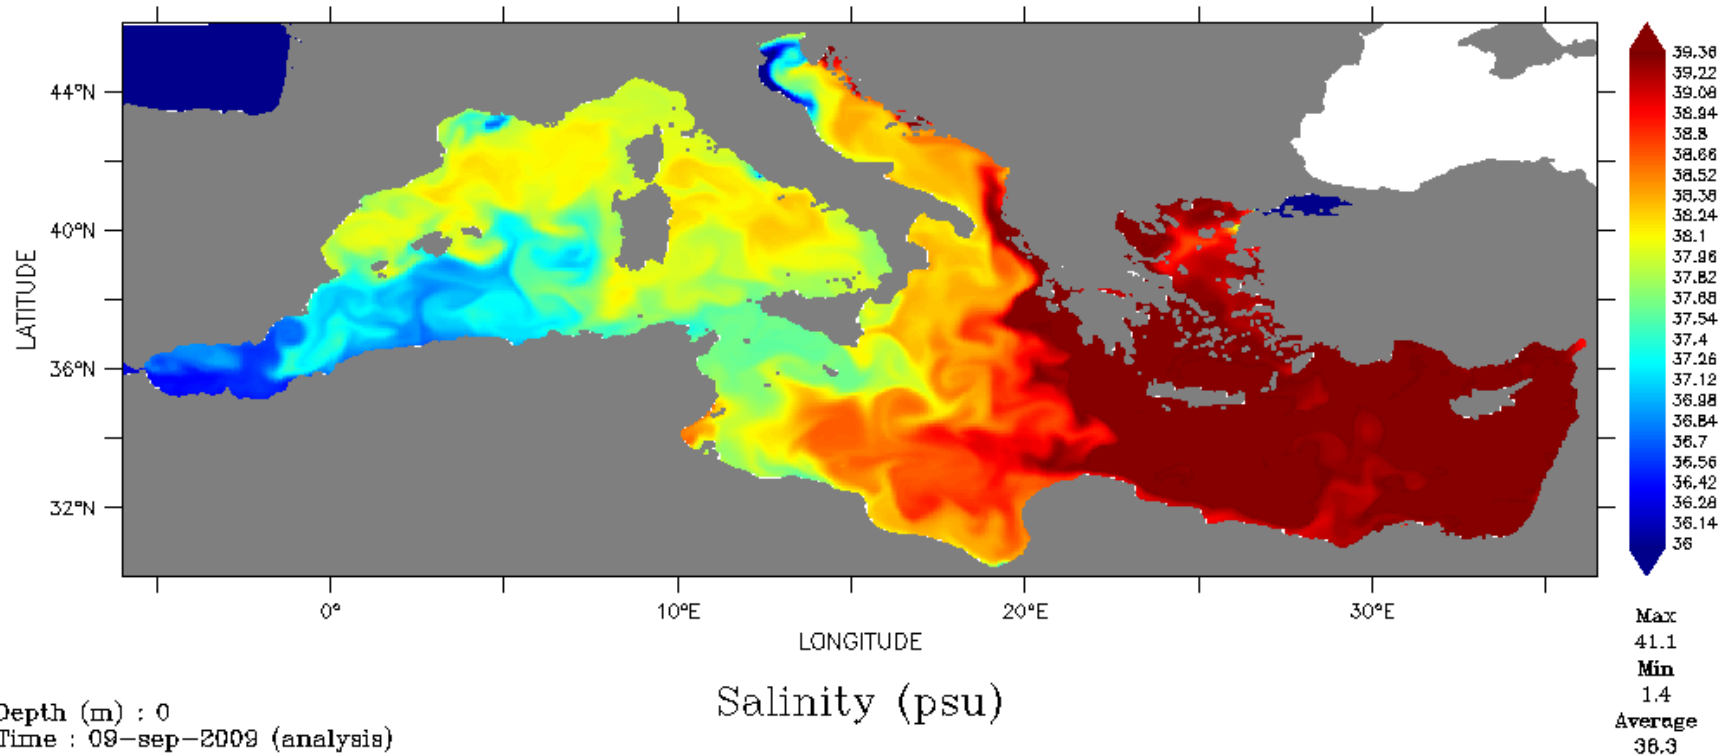 44°N
40°N
36°N
32°N
LATITUDE
0°
10°E
20°E
30°E
LONGITUDE
39.36
39.22
39.08
38.94
38.8
38.66
38.52
38.38
38.24
38.1
37.96
37.82
37.68
37.54
37.4
37.26
37.12
36.98
36.84
36.7
36.56
36.42
36.28
36.14
36
Max
41.1
Min
1.4
Average
38.3
Salinity (psu)
Depth (m) : 0
Time : 09-sep-2009 (analysis)